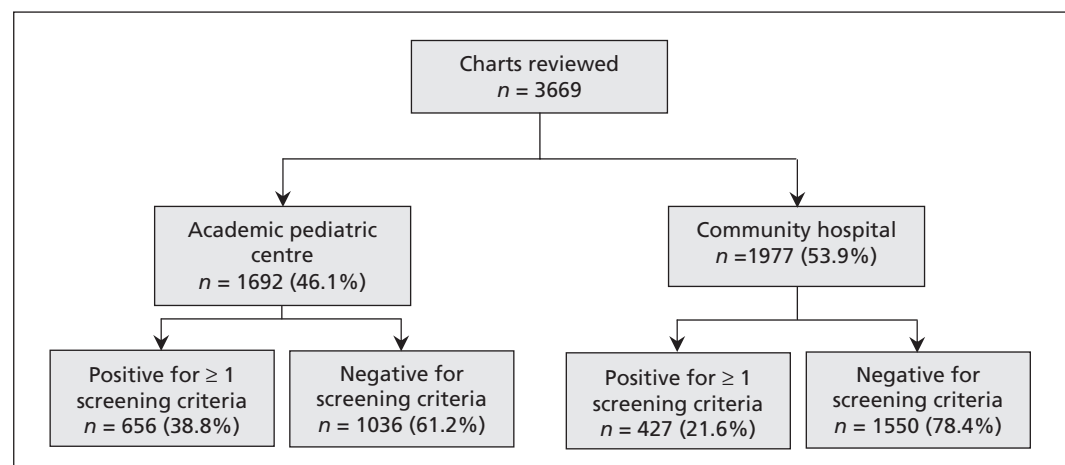 Charts reviewed
n = 3669
Academic pediatric
centre
n = 1692 (46.1%)
Community hospital
n =1977 (53.9%)
Positive for ≥ 1
screening criteria
n = 656 (38.8%)
Negative for
screening criteria
n = 1036 (61.2%)
Positive for ≥ 1
screening criteria
n = 427 (21.6%)
Negative for
screening criteria
n = 1550 (78.4%)